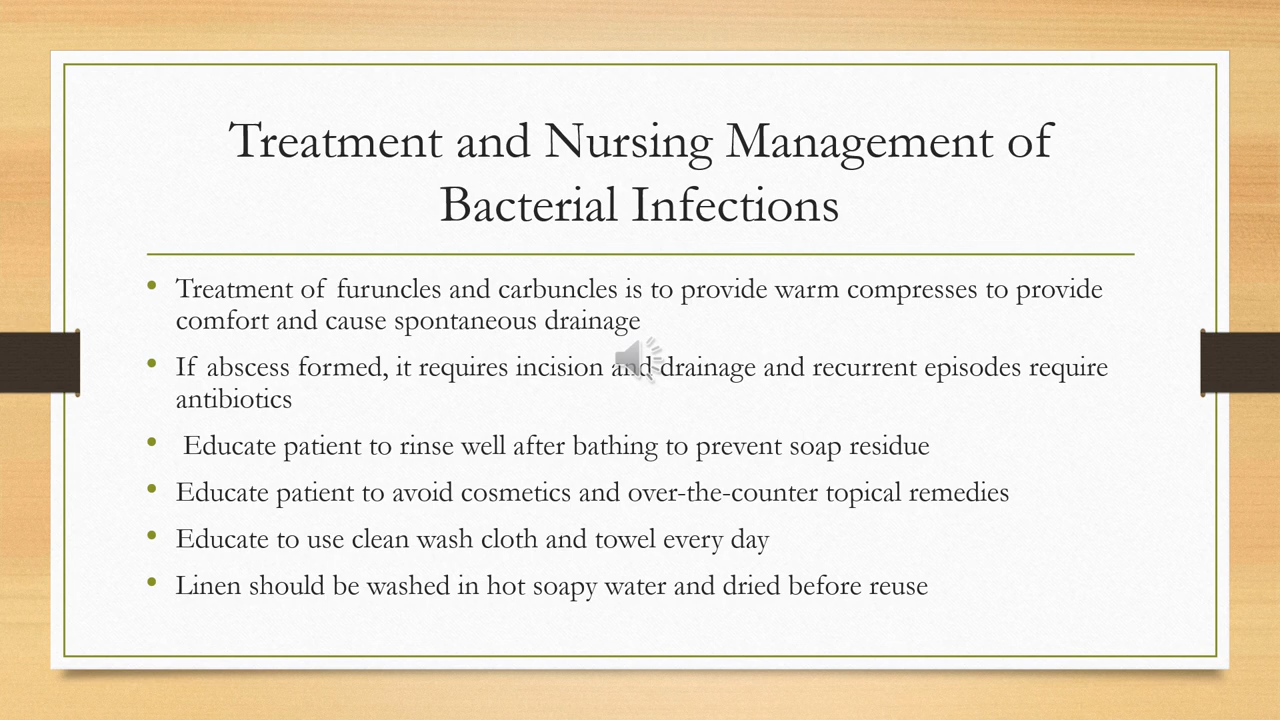 Treatment and Nursing Management of
Bacterial Infections
• Treatment of furuncles and carbuncles is to provide warm compresses to provide
comfort and cause spontaneous drainage
• If abscess formed, it requires incision and drainage and recurrent episodes require
antibiotics
• Educate patient to rinse well after bathing to prevent soap residue
• Educate patient to avoid cosmetics and over-the-counter topical remedies
• Educate to use clean wash cloth and towel every day
• Linen should be washed in hot soapy water and dried before reuse